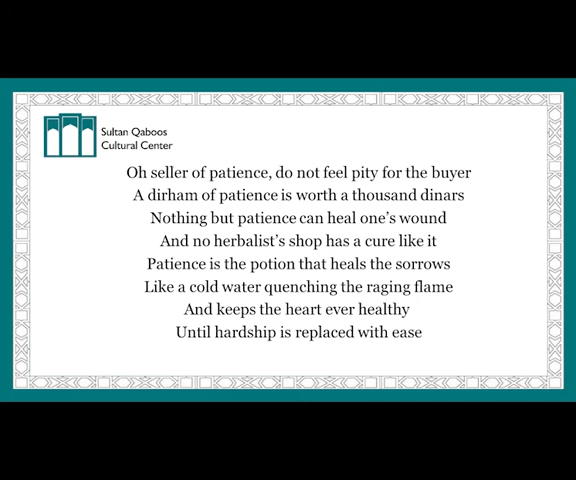 Sultan Qaboos
Cultural Center
Oh seller of patience, do not feel pity for the buyer
A dirham of patience is worth a thousand dinars
Nothing but patience can heal one's wound
And no herbalist's shop has a cure like it
Patience is the potion that heals the sorrows
Like a cold water quenching the raging flame
And keeps the heart ever healthy
Until hardship is replaced with ease